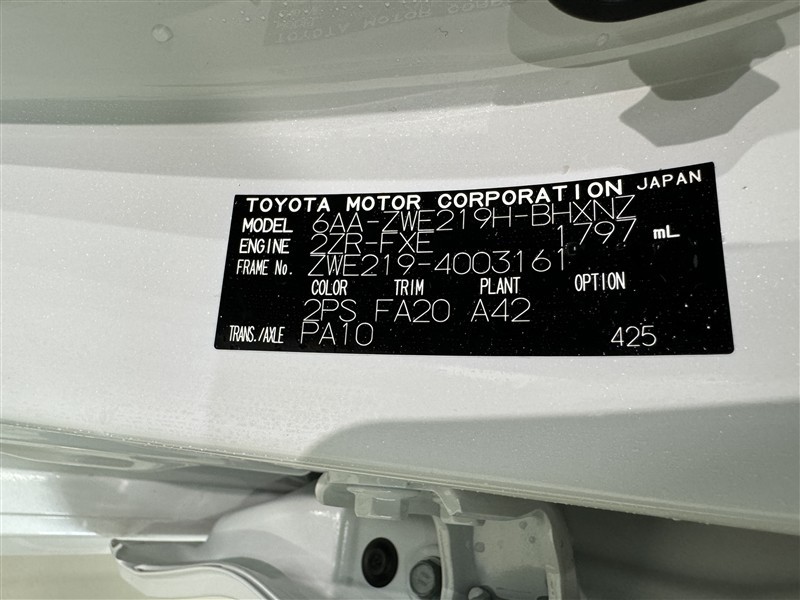 TOYOTA MOTOR CORPORATION JAPAN
MODEL 6AA-ZWE219H-BHXNZ
ENGINE 2ZR-FXE 1797 mL
FRAME No. ZWE219-4003161
COLOR TRIM PLANT OPTION
2PS FA20 A42
TRANS./AXLE PA10 425